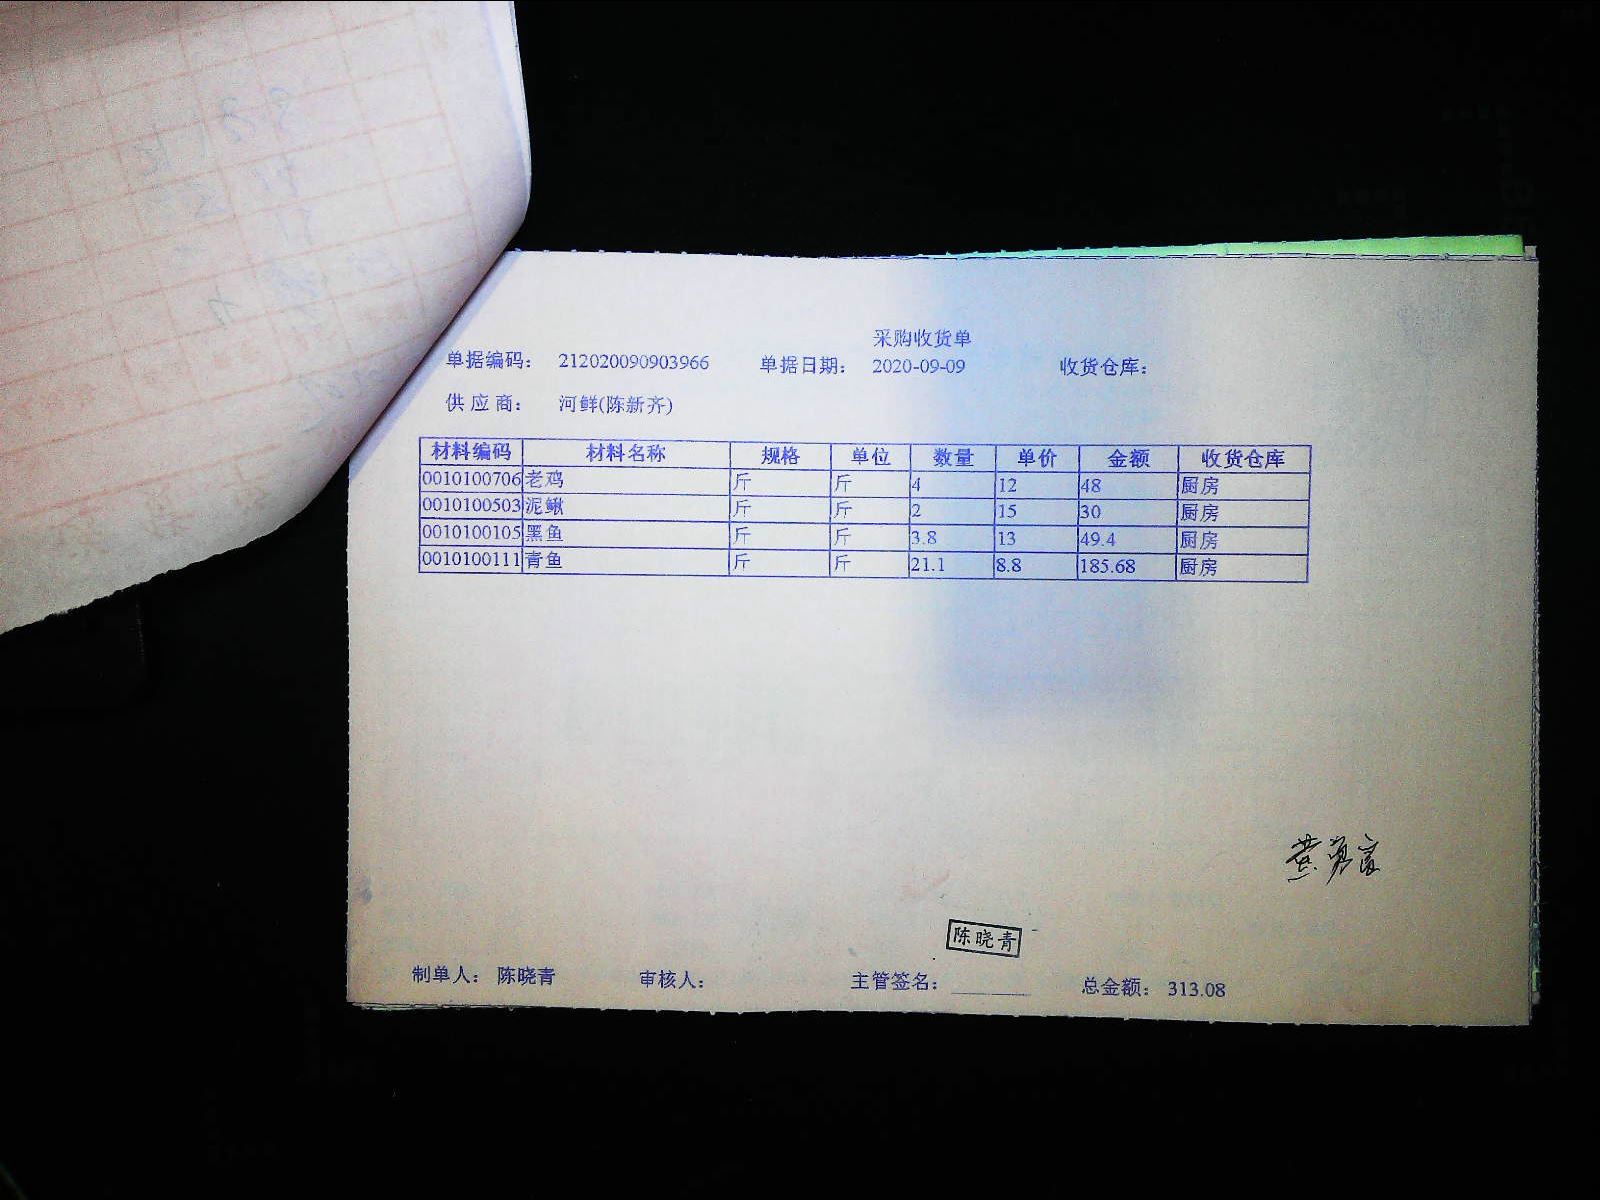 采购收货单
单据编码: 212020090903966 单据日期: 2020-09-09 收货仓库:
供应商: 河鲜(陈新齐)
材料编码 材料名称 规格 单位 数量 单价 金额 收货仓库
0010100706 老鸡 斤 斤 4 12 48 厨房
0010100503 泥鳅 斤 斤 2 15 30 厨房
0010100105 黑鱼 斤 斤 3.8 13 49.4 厨房
0010100111 青鱼 斤 斤 21.1 8.8 185.68 厨房
陈晓青
制单人: 陈晓青 审核人: 主管签名: 总金额: 313.08